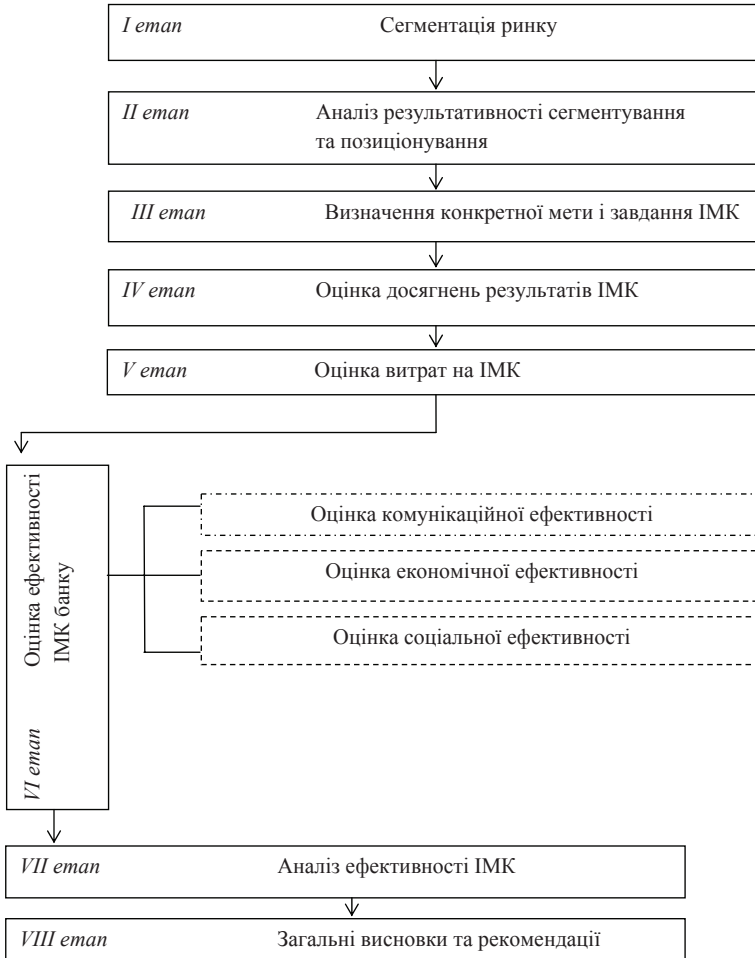 I етап Сегментація ринку
II етап Аналіз результативності сегментування
та позиціонування
III етап Визначення конкретної мети і завдання ІМК
IV етап Оцінка досягнень результатів ІМК
V етап Оцінка витрат на ІМК
VI етап Оцінка ефективності
ІМК банку
Оцінка комунікаційної ефективності
Оцінка економічної ефективності
Оцінка соціальної ефективності
VII етап Аналіз ефективності ІМК
VIII етап Загальні висновки та рекомендації